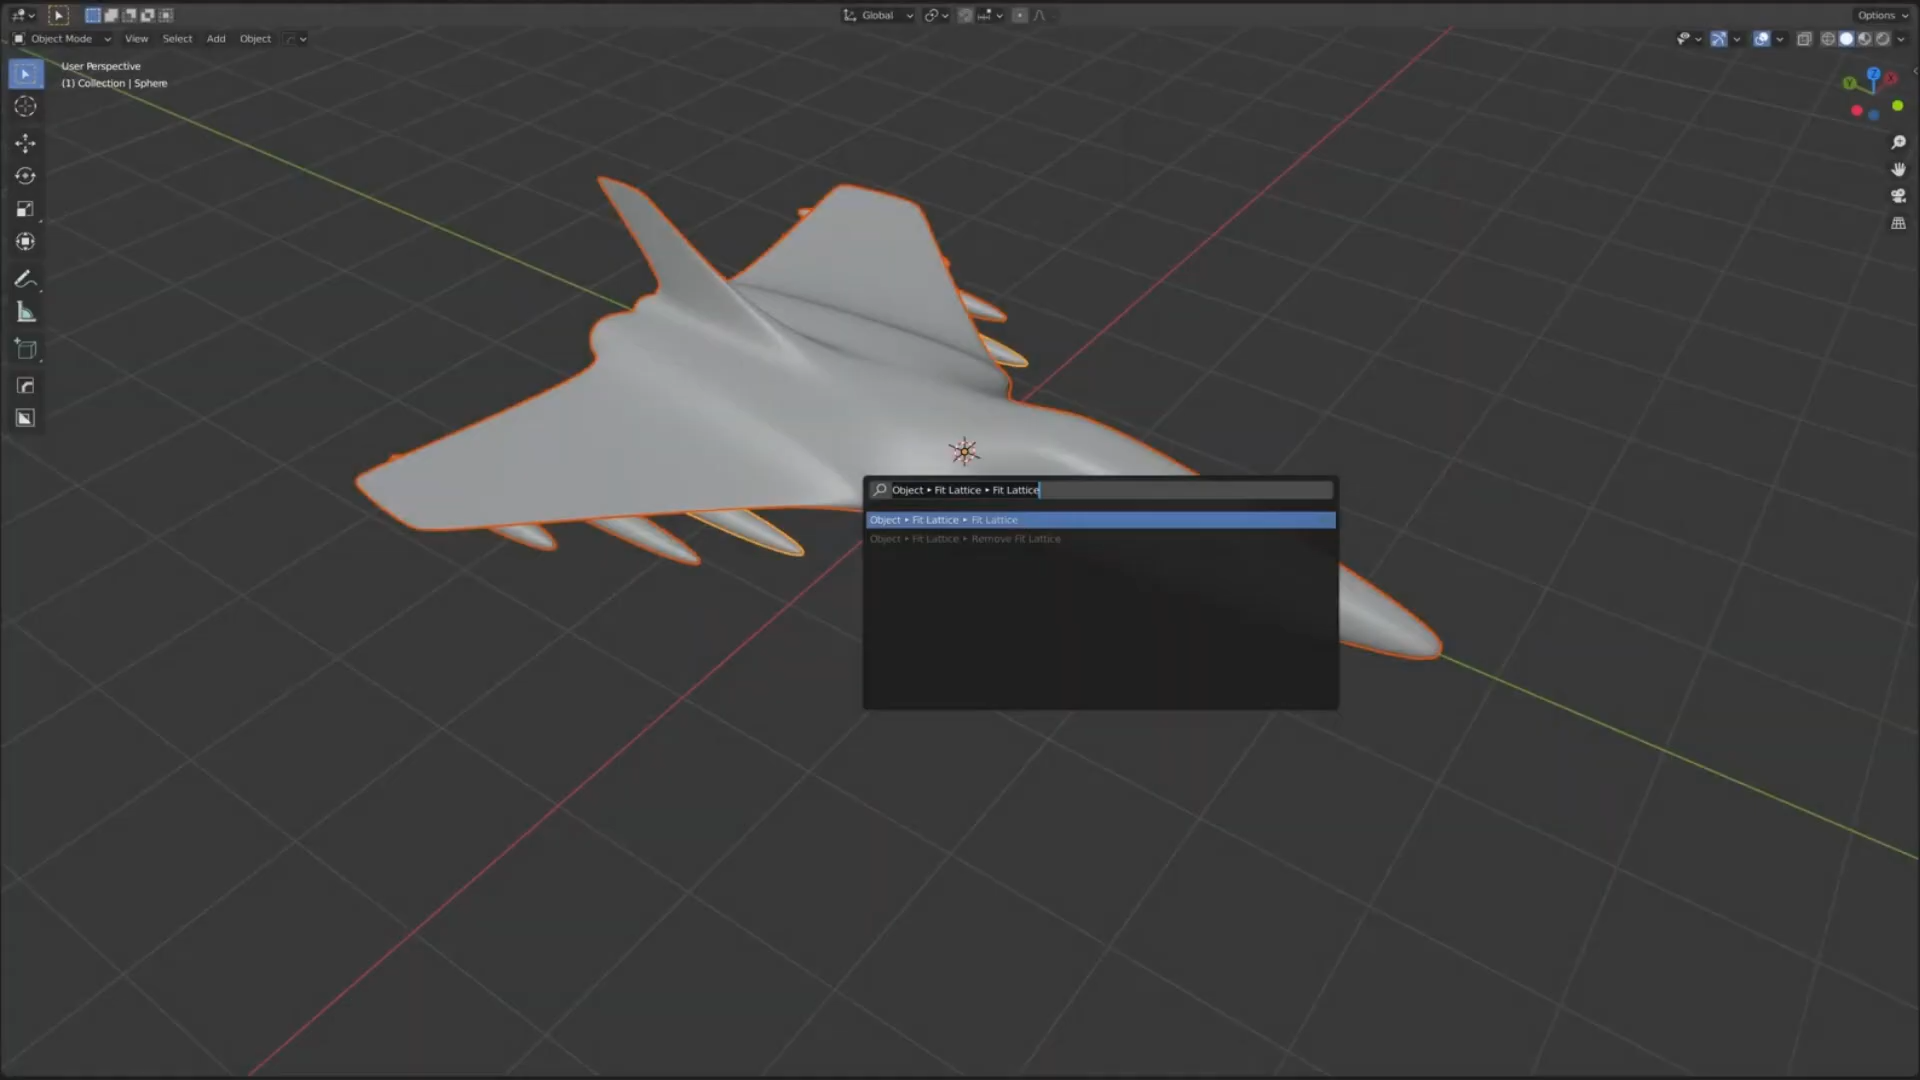 Global
Options
Object Mode
View
Select
Add
Object
User Perspective
(1) Collection | Sphere
Z
Y
X
Object ▸ Fit Lattice ▸ Fit Lattice
Object ▸ Fit Lattice ▸ Fit Lattice
Object ▸ Fit Lattice ▸ Remove Fit Lattice